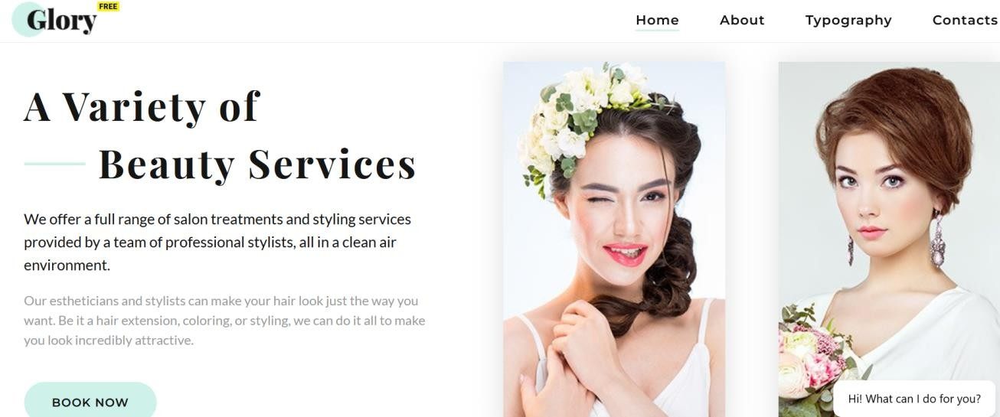 Glory
FREE
Home
About
Typography
Contacts
A Variety of
Beauty Services
We offer a full range of salon treatments and styling services
provided by a team of professional stylists, all in a clean air
environment.
Our estheticians and stylists can make your hair look just the way you
want. Be it a hair extension, coloring, or styling, we can do it all to make
you look incredibly attractive.
BOOK NOW
Hi! What can I do for you?